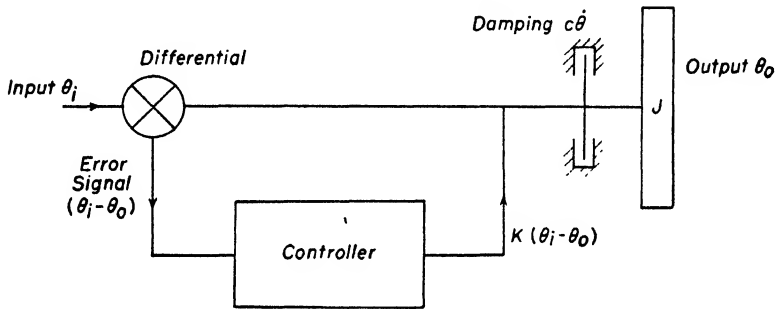 Damping cθ̇
Differential
Input θi
Output θo
J
Error
Signal
(θi-θo)
Controller
K (θi-θo)